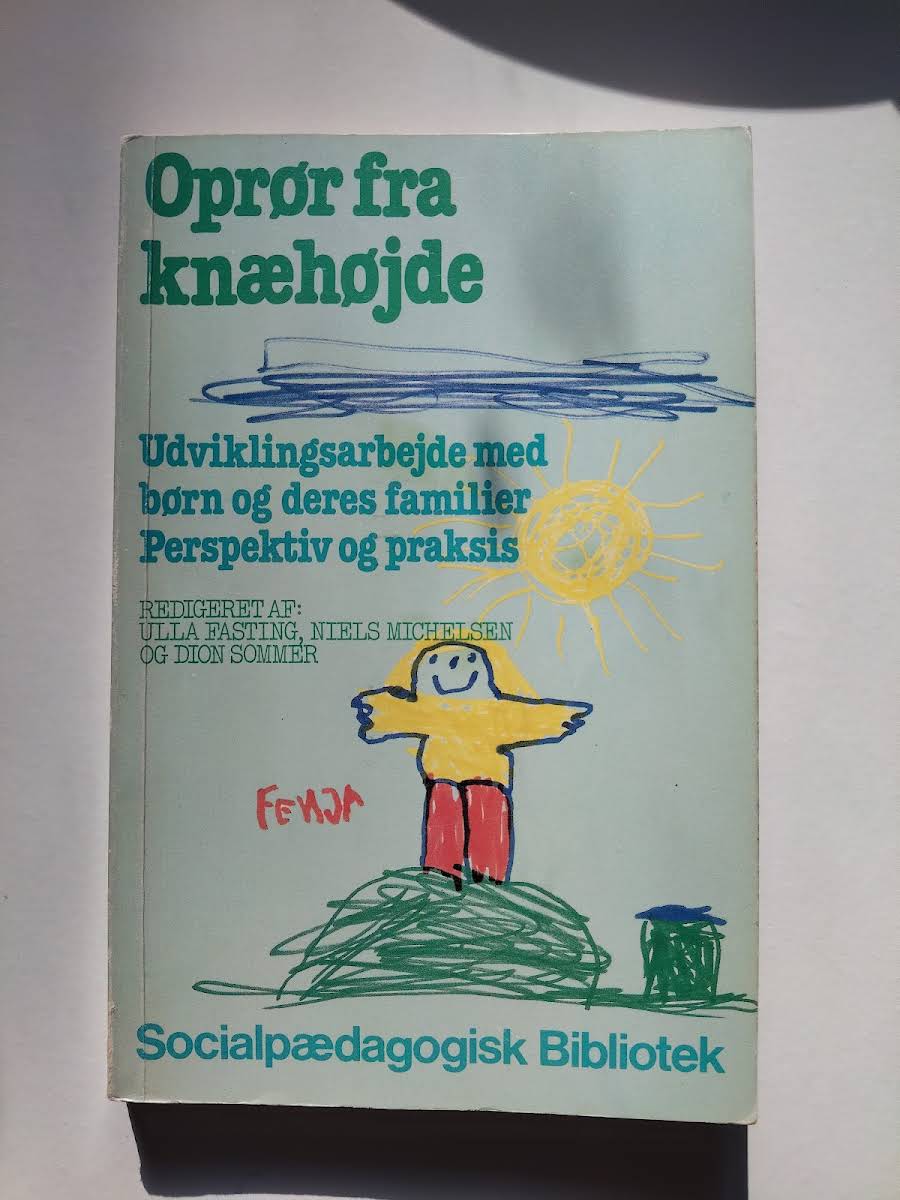 Oprør fra
knæhøjde
Udviklingsarbejde med
børn og deres familier
Perspektiv og praksis
REDIGERET AF:
ULLA FASTING, NIELS MICHELSEN
OG DION SOMMER
FENJA
Socialpædagogisk Bibliotek